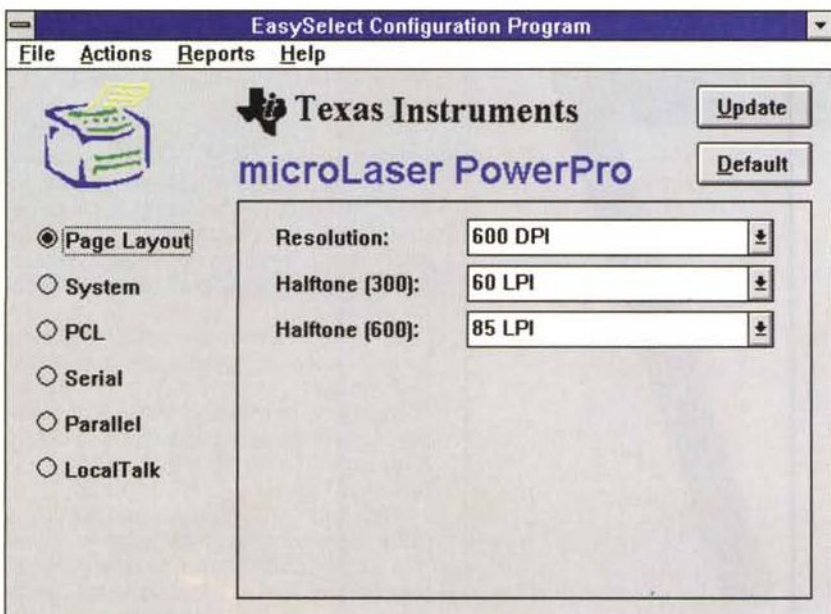 EasySelect Configuration Program
File Actions Reports Help
Texas Instruments
Update
microLaser PowerPro
Default
Page Layout
System
PCL
Serial
Parallel
LocalTalk
Resolution: 600 DPI
Halftone (300): 60 LPI
Halftone (600): 85 LPI